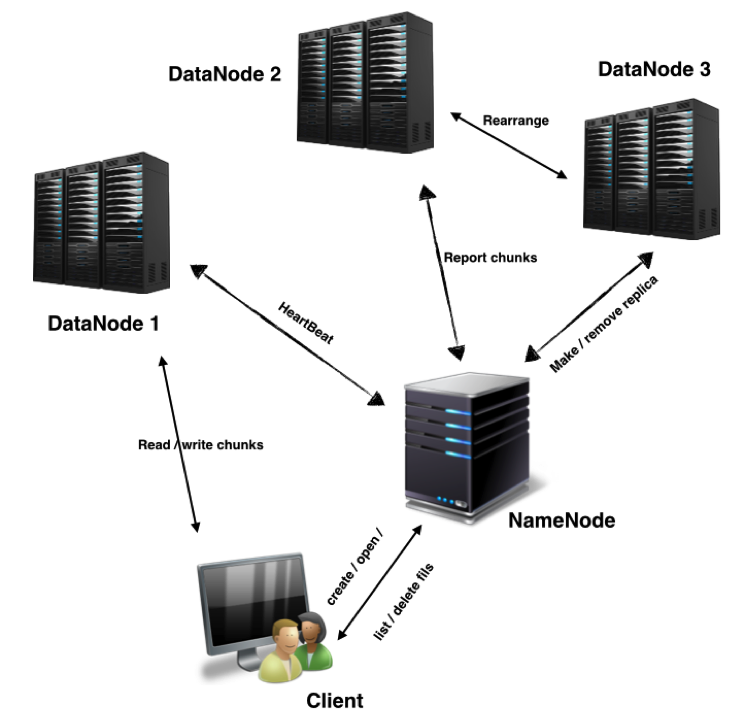 DataNode 2
DataNode 3
Rearrange
Report chunks
Make / remove replica
HeartBeat
DataNode 1
Read / write chunks
NameNode
create / open /
list / delete fils
Client